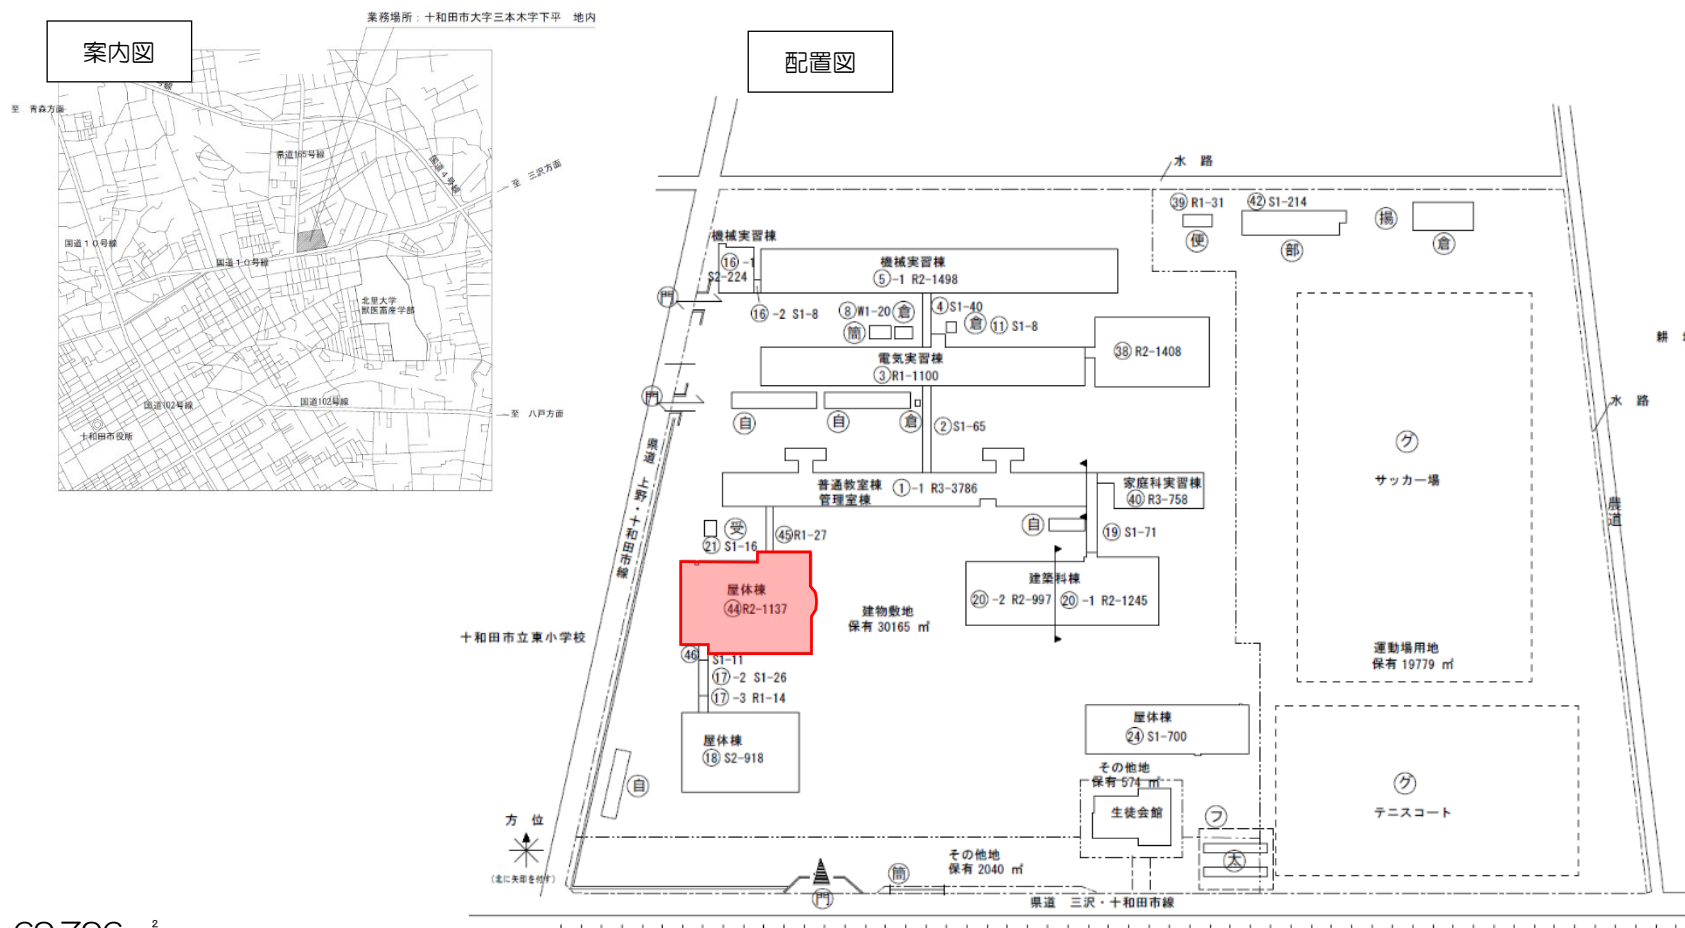 業務場所：十和田市大字三本木字下平　地内
案内図
配置図
至　青森方面
号線
県道165号線
国道４号線
至　三沢方面
国道１０号線
国道１０号線
北里大学
獣医畜産学部
国道102号線
国道102号線
至　八戸方面
十和田市役所
水　路
㊴ R1-31
㊷ S1-214
便
部
揚
倉
機械実習棟
⑯ -1
S2-224
機械実習棟
⑤-1 R2-1498
門
⑯ -2 S1-8
⑧ W1-20
倉
④ S1-40
倉
⑪ S1-8
簡
電気実習棟
③ R1-1100
㊳ R2-1408
耕
門
自
自
倉
② S1-65
水　路
グ
サッカー場
県道　上野・十和田市線
普通教室棟
管理室棟
①-1 R3-3786
家庭科実習棟
㊵ R3-758
農道
受
㉑ S1-16
㊺ R1-27
自
⑲ S1-71
屋体棟
㊹ R2-1137
建築科棟
⑳ -2 R2-997
⑳ -1 R2-1245
建物敷地
保有 30165 ㎡
十和田市立東小学校
㊻
S1-11
⑰ -2 S1-26
⑰ -3 R1-14
運動場用地
保有 19779 ㎡
屋体棟
⑱ S2-918
屋体棟
㉔ S1-700
その他地
保有 574 ㎡
自
グ
テニスコート
生徒会館
フ
太
方　位
(北に矢印を付す)
その他地
保有 2040 ㎡
簡
門
県道　三沢・十和田市線